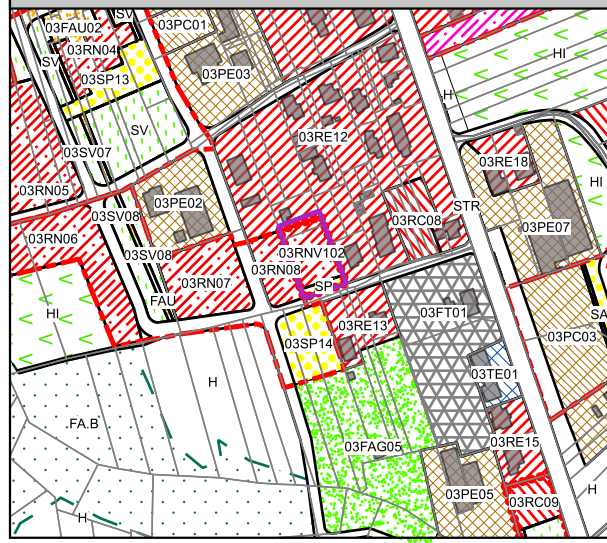 SV
03FAU02
03PC01
03RN04
SV
03PE03
03SP13
HI
H
SV
03RE12
03SV07
03RE18
HI
03RN05
03PE02
STR
03SV08
03RC08
03PE07
03RN06
03SV08
03RNV102
03RN08
03RN07
SP
FAU
HI
03FT01
SA
03RE13
03PC03
03SP14
03TE01
H
FA.B
03RE15
03FAG05
H
03PE05
03RC09
H